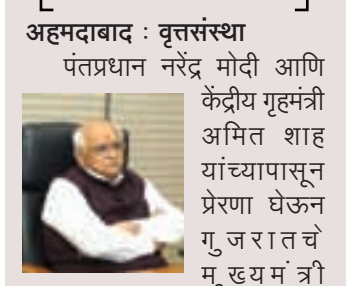 अहमदाबाद : वृत्तसंस्था
पंतप्रधान नरेंद्र मोदी आणि
केंद्रीय गृहमंत्री
अमित शाह
यांच्यापासून
प्रेरणा घेऊन
गुजरातचे
मुख्यमंत्री